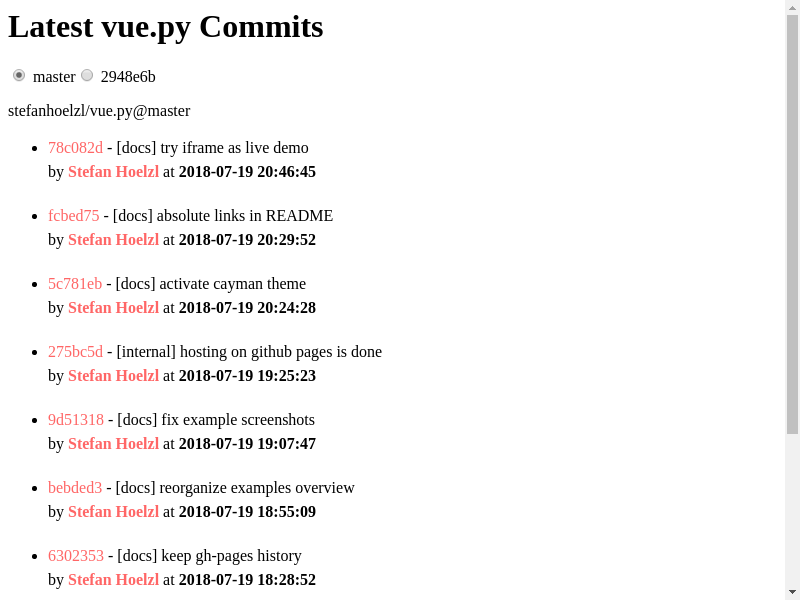 Latest vue.py Commits
master 2948e6b
stefanhoelzl/vue.py@master
78c082d - [docs] try iframe as live demo
by Stefan Hoelzl at 2018-07-19 20:46:45
fcbed75 - [docs] absolute links in README
by Stefan Hoelzl at 2018-07-19 20:29:52
5c781eb - [docs] activate cayman theme
by Stefan Hoelzl at 2018-07-19 20:24:28
275bc5d - [internal] hosting on github pages is done
by Stefan Hoelzl at 2018-07-19 19:25:23
9d51318 - [docs] fix example screenshots
by Stefan Hoelzl at 2018-07-19 19:07:47
bebded3 - [docs] reorganize examples overview
by Stefan Hoelzl at 2018-07-19 18:55:09
6302353 - [docs] keep gh-pages history
by Stefan Hoelzl at 2018-07-19 18:28:52